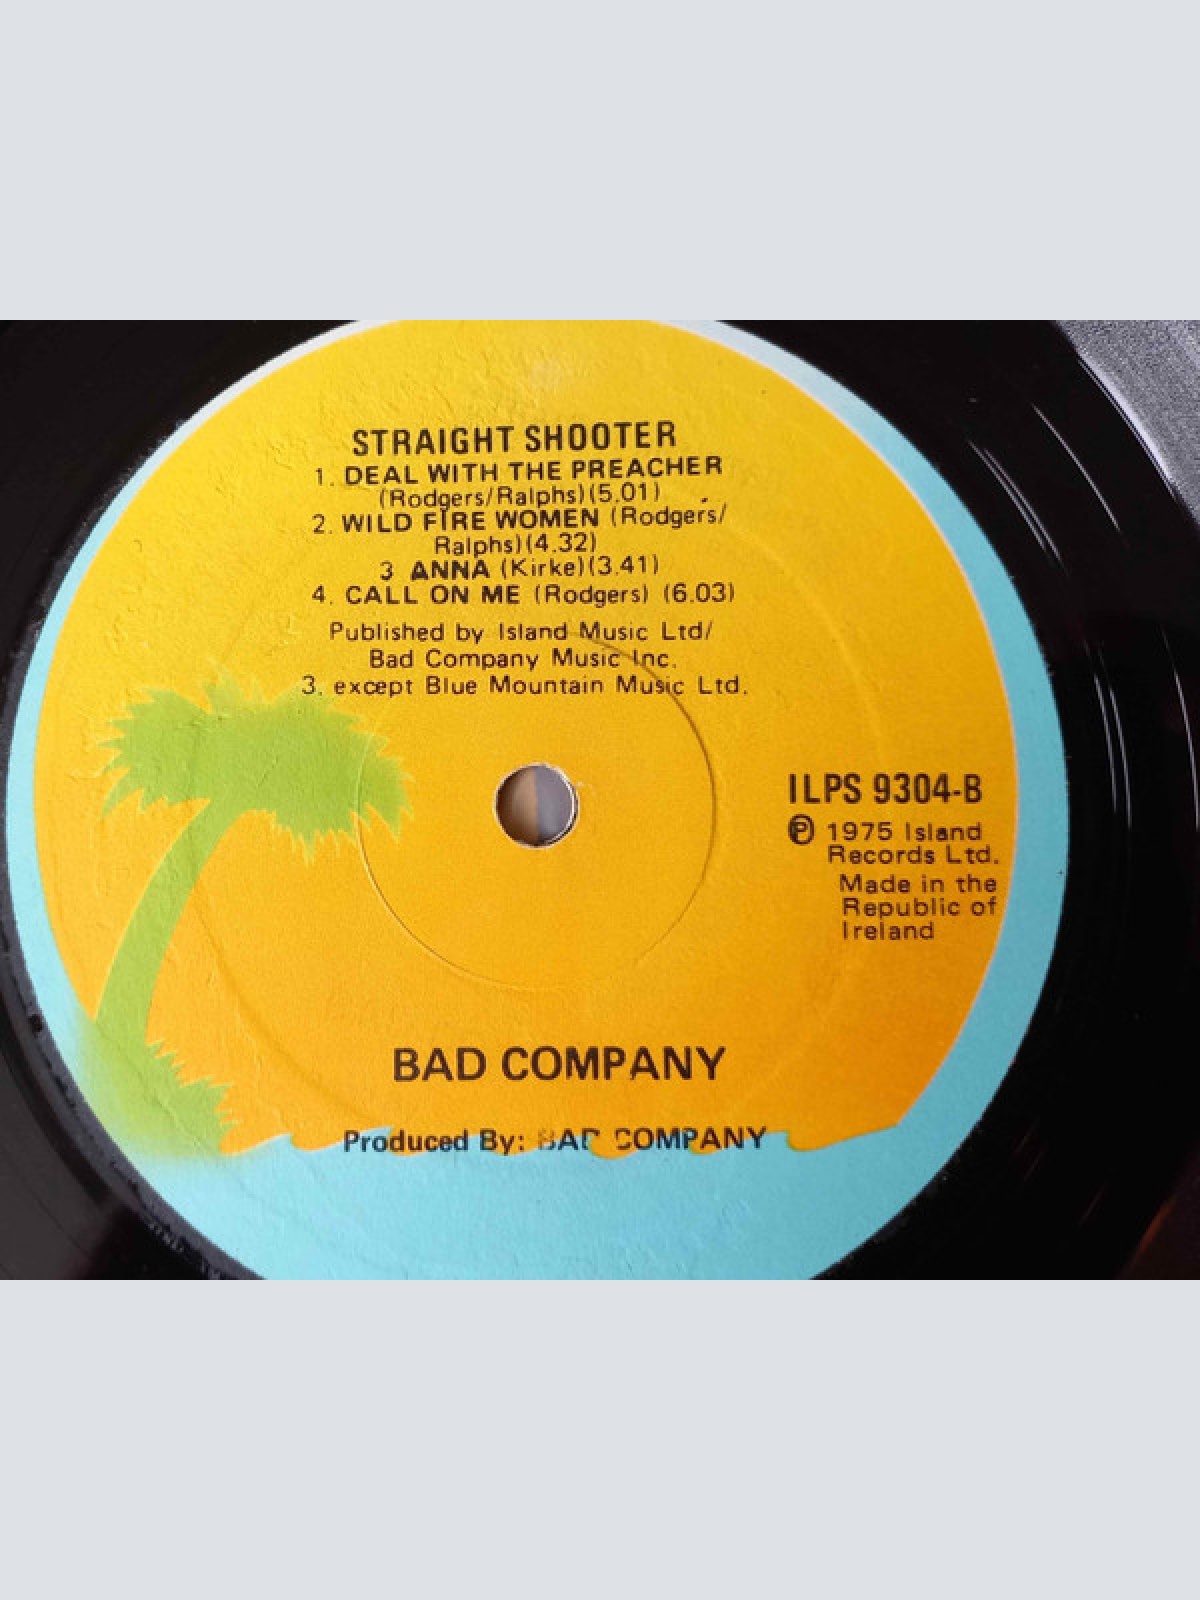 STRAIGHT SHOOTER
1. DEAL WITH THE PREACHER
(Rodgers/Ralphs)(5.01)
2. WILD FIRE WOMEN (Rodgers/
Ralphs)(4.32)
3 ANNA (Kirke)(3.41)
4. CALL ON ME (Rodgers) (6.03)
Published by Island Music Ltd/
Bad Company Music Inc.
3. except Blue Mountain Music Ltd.
ILPS 9304-B
Ⓟ 1975 Island
Records Ltd.
Made in the
Republic of
Ireland
BAD COMPANY
Produced By: BAD COMPANY